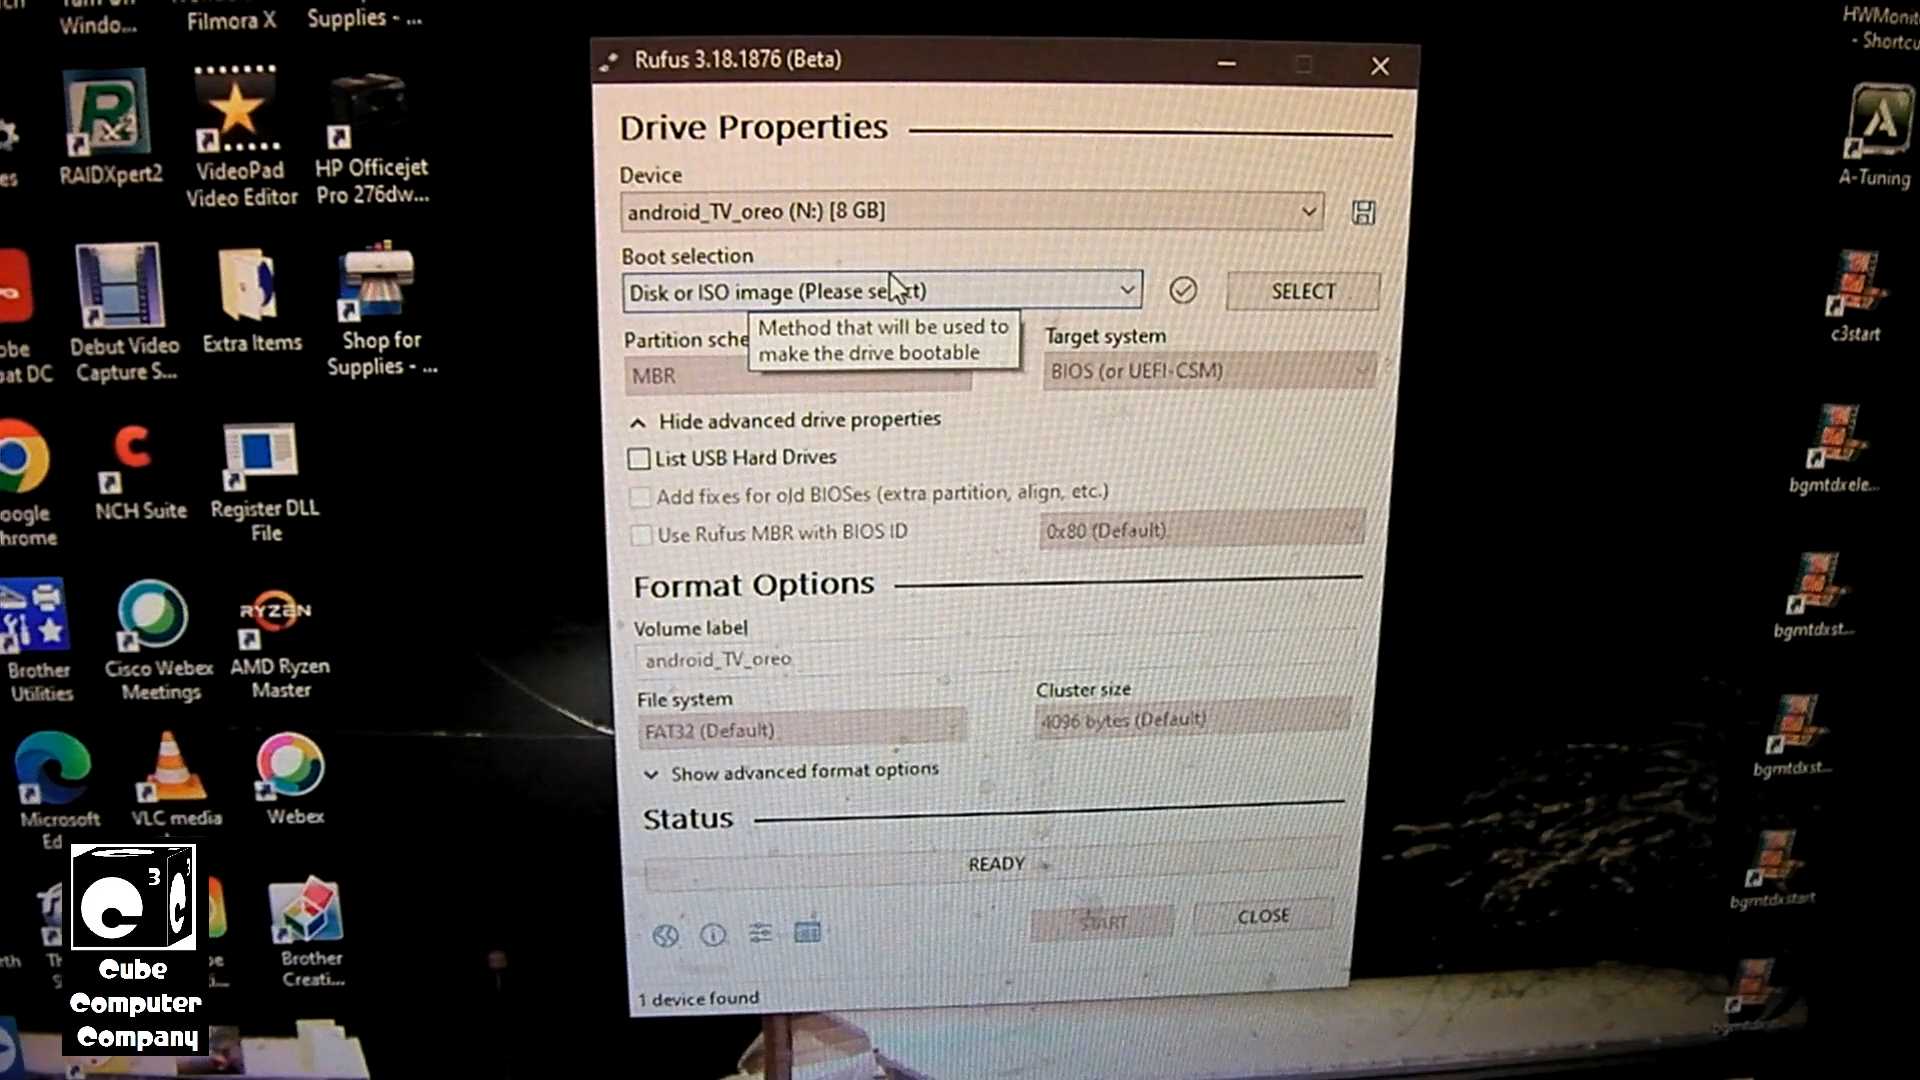 Windo...
Filmora X
Supplies - ...
RAIDXpert2
VideoPad
Video Editor
HP Officejet
Pro 276dw...
Debut Video
Capture S...
Extra Items
Shop for
Supplies - ...
at DC
NCH Suite
Register DLL
File
Brother
Utilities
Cisco Webex
Meetings
RYZEN
AMD Ryzen
Master
Microsoft
Ed
VLC media
Webex
Brother
Creati...
C3
C3
Cube
Computer
Company
Rufus 3.18.1876 (Beta)
Drive Properties
Device
android_TV_oreo (N:) [8 GB]
Boot selection
Disk or ISO image (Please select)
SELECT
Method that will be used to
make the drive bootable
Partition sche
Target system
MBR
BIOS (or UEFI-CSM)
Hide advanced drive properties
List USB Hard Drives
Add fixes for old BIOSes (extra partition, align, etc.)
Use Rufus MBR with BIOS ID
0x80 (Default)
Format Options
Volume label
android_TV_oreo
File system
Cluster size
FAT32 (Default)
4096 bytes (Default)
Show advanced format options
Status
READY
START
CLOSE
1 device found
HWMonit
- Shortcu
A-Tuning
c3start
bgmtdxele...
bgmtdxst...
bgmtdxst...
bgmtdxstart